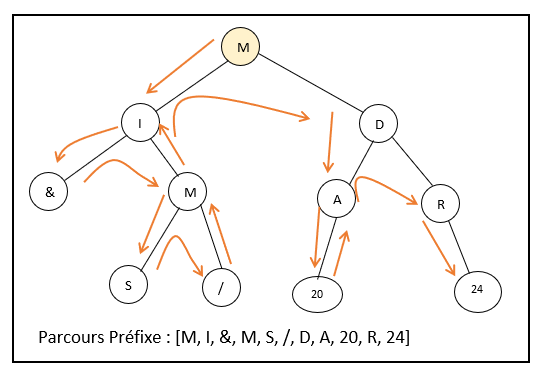 M
I D
& M A R
S / 20 24
Parcours Préfixe : [M, I, &, M, S, /, D, A, 20, R, 24]